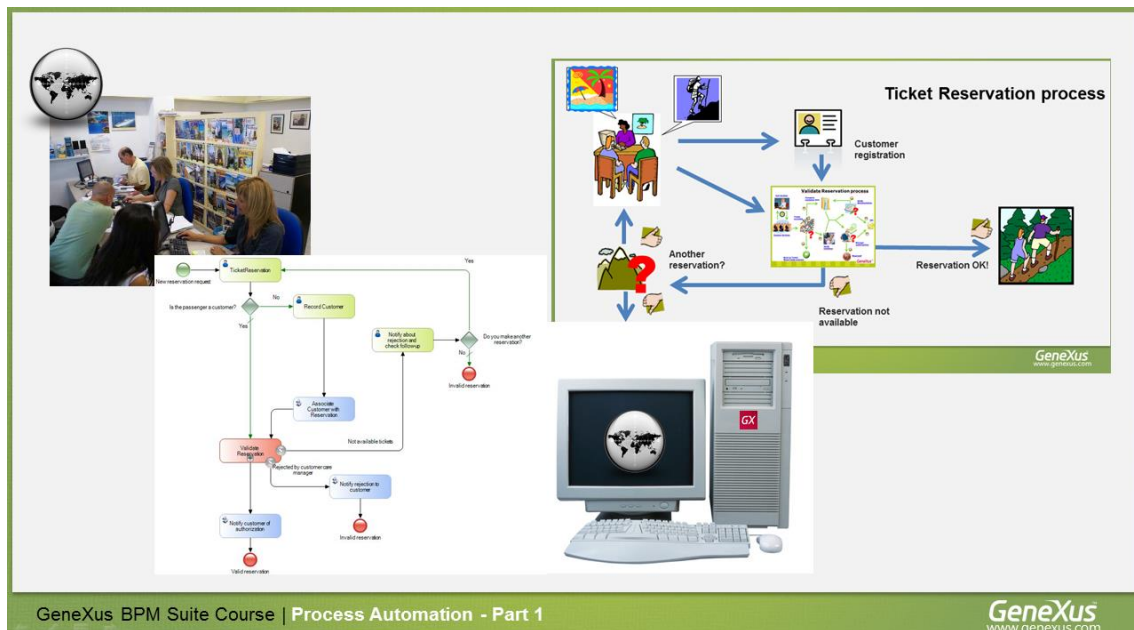 Ticket Reservation process
Customer
registration
Validate Reservation process
Another
reservation?
Reservation OK!
Reservation not
available
GeneXus
www.genexus.com
Yes
TicketReservation
New reservation request
No
Is the passenger a customer?
Record Customer
Yes
Notify about
rejection and
check followup
Do you make another
reservation?
No
Invalid reservation
Associate
Customer with
Reservation
Not available tickets
Validate
Reservation
Rejected by customer care
manager
Notify rejection to
customer
Notify customer of
authorization
Invalid reservation
Valid reservation
GX
GeneXus BPM Suite Course | Process Automation - Part 1
GeneXus
www.genexus.com